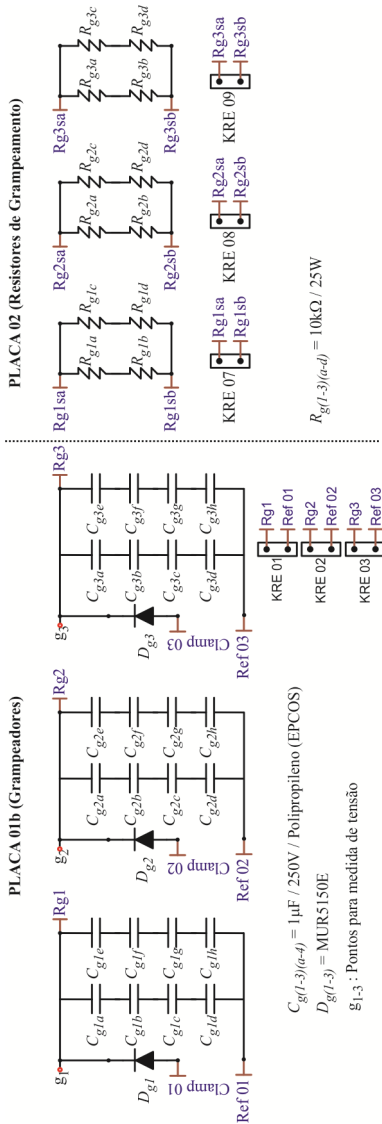 PLACA 01b (Grampeadores)
g1
Rg1
Cg1a
Cg1e
Cg1b
Cg1f
Cg1c
Cg1g
Cg1d
Cg1h
Dg1
Clamp 01
Ref 01
g2
Rg2
Cg2a
Cg2e
Cg2b
Cg2f
Cg2c
Cg2g
Cg2d
Cg2h
Dg2
Clamp 02
Ref 02
g3
Rg3
Cg3a
Cg3e
Cg3b
Cg3f
Cg3c
Cg3g
Cg3d
Cg3h
Dg3
Clamp 03
Ref 03
Cg(1-3)(a-4) = 1μF / 250V / Polipropileno (EPCOS)
Dg(1-3) = MUR5150E
g1-3 : Pontos para medida de tensão
KRE 01
Rg1
Ref 01
KRE 02
Rg2
Ref 02
KRE 03
Rg3
Ref 03
PLACA 02 (Resistores de Grampeamento)
Rg1sa
Rg1a
Rg1c
Rg1b
Rg1d
Rg1sb
Rg2sa
Rg2a
Rg2c
Rg2b
Rg2d
Rg2sb
Rg3sa
Rg3a
Rg3c
Rg3b
Rg3d
Rg3sb
KRE 07
Rg1sa
Rg1sb
KRE 08
Rg2sa
Rg2sb
KRE 09
Rg3sa
Rg3sb
Rg(1-3)(a-d) = 10kΩ / 25W